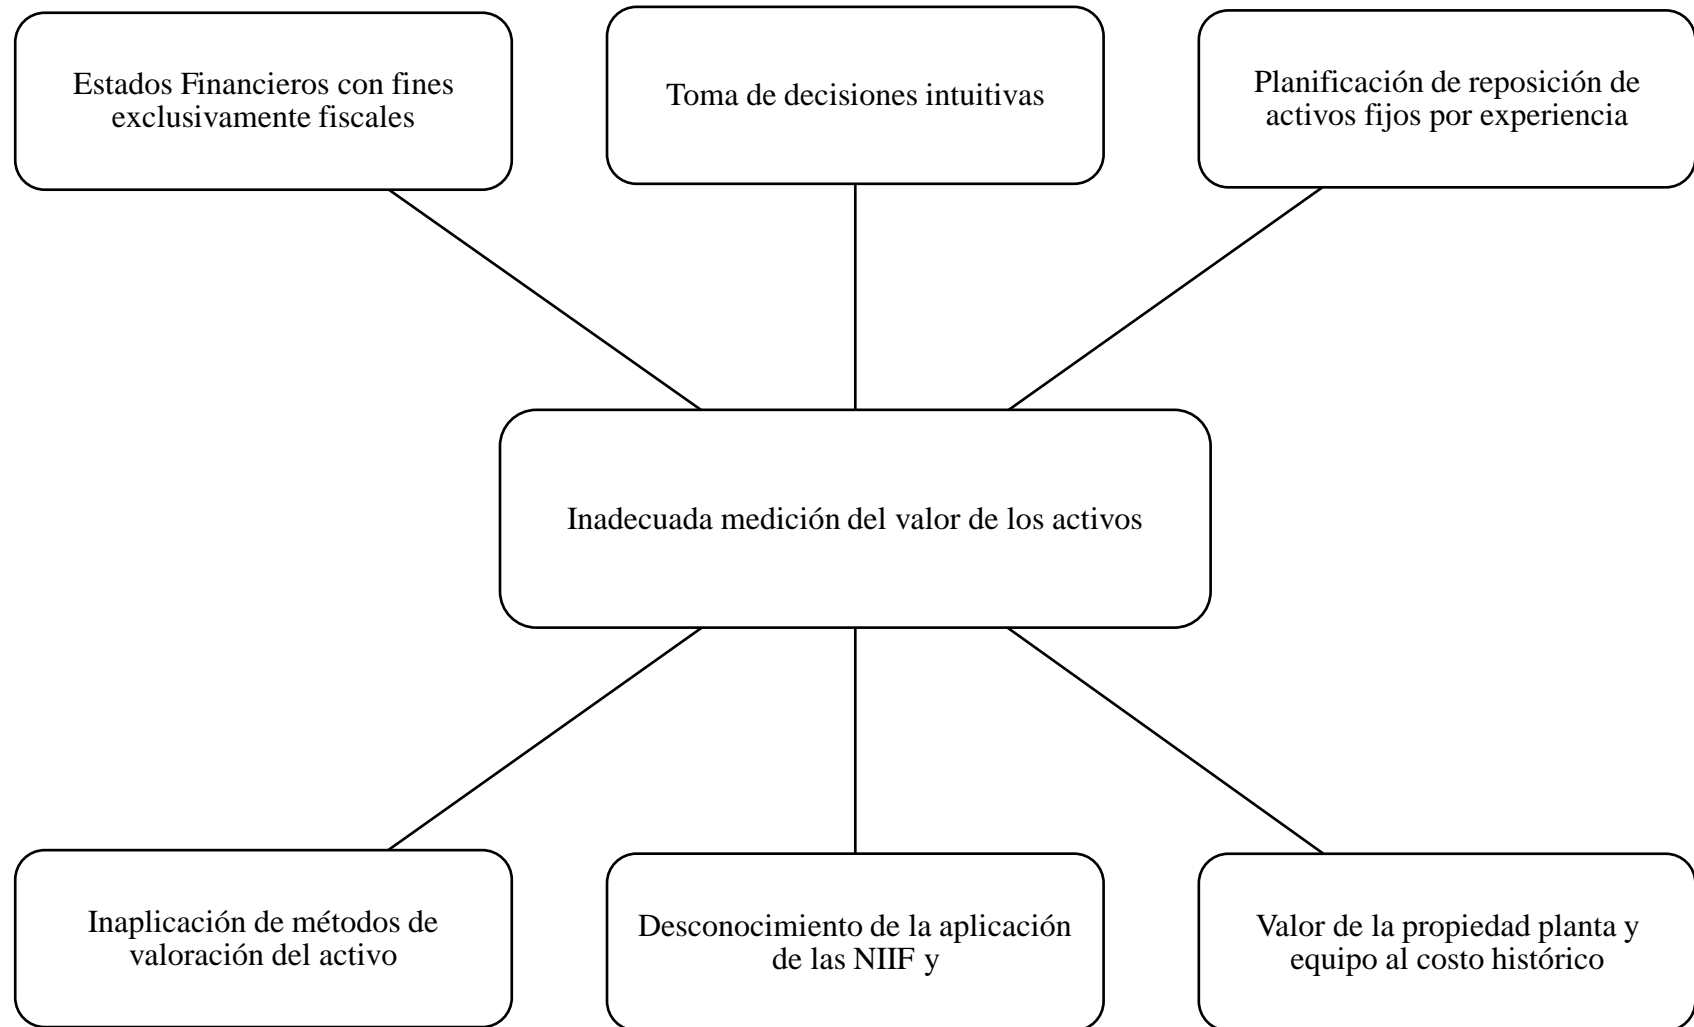 Estados Financieros con fines
exclusivamente fiscales
Toma de decisiones intuitivas
Planificación de reposición de
activos fijos por experiencia
Inadecuada medición del valor de los activos
Inaplicación de métodos de
valoración del activo
Desconocimiento de la aplicación
de las NIIF y
Valor de la propiedad planta y
equipo al costo histórico